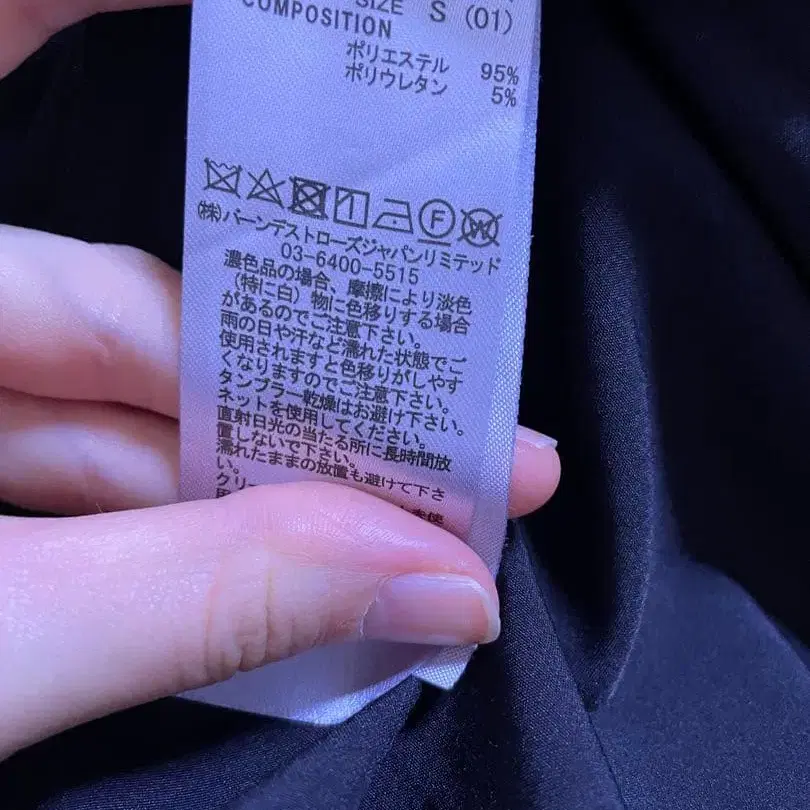 SIZE S (01)
COMPOSITION
ポリエステル 95%
ポリウレタン 5%
(株)バーンデストローズジャパンリミテッド
03-6400-5515
濃色品の場合、摩擦により淡色
(特に白)物に色移りする場合
があるのでご注意下さい。
雨の日や汗など濡れた状態でご
使用されますと色移りがしやす
くなりますのでご注意下さい。
タンブラー乾燥はお避け下さい。
ネットを使用してください。
直射日光の当たる所に長時間放
置しないで下さい。
濡れたままの放置も避けて下さ
い。
クリ